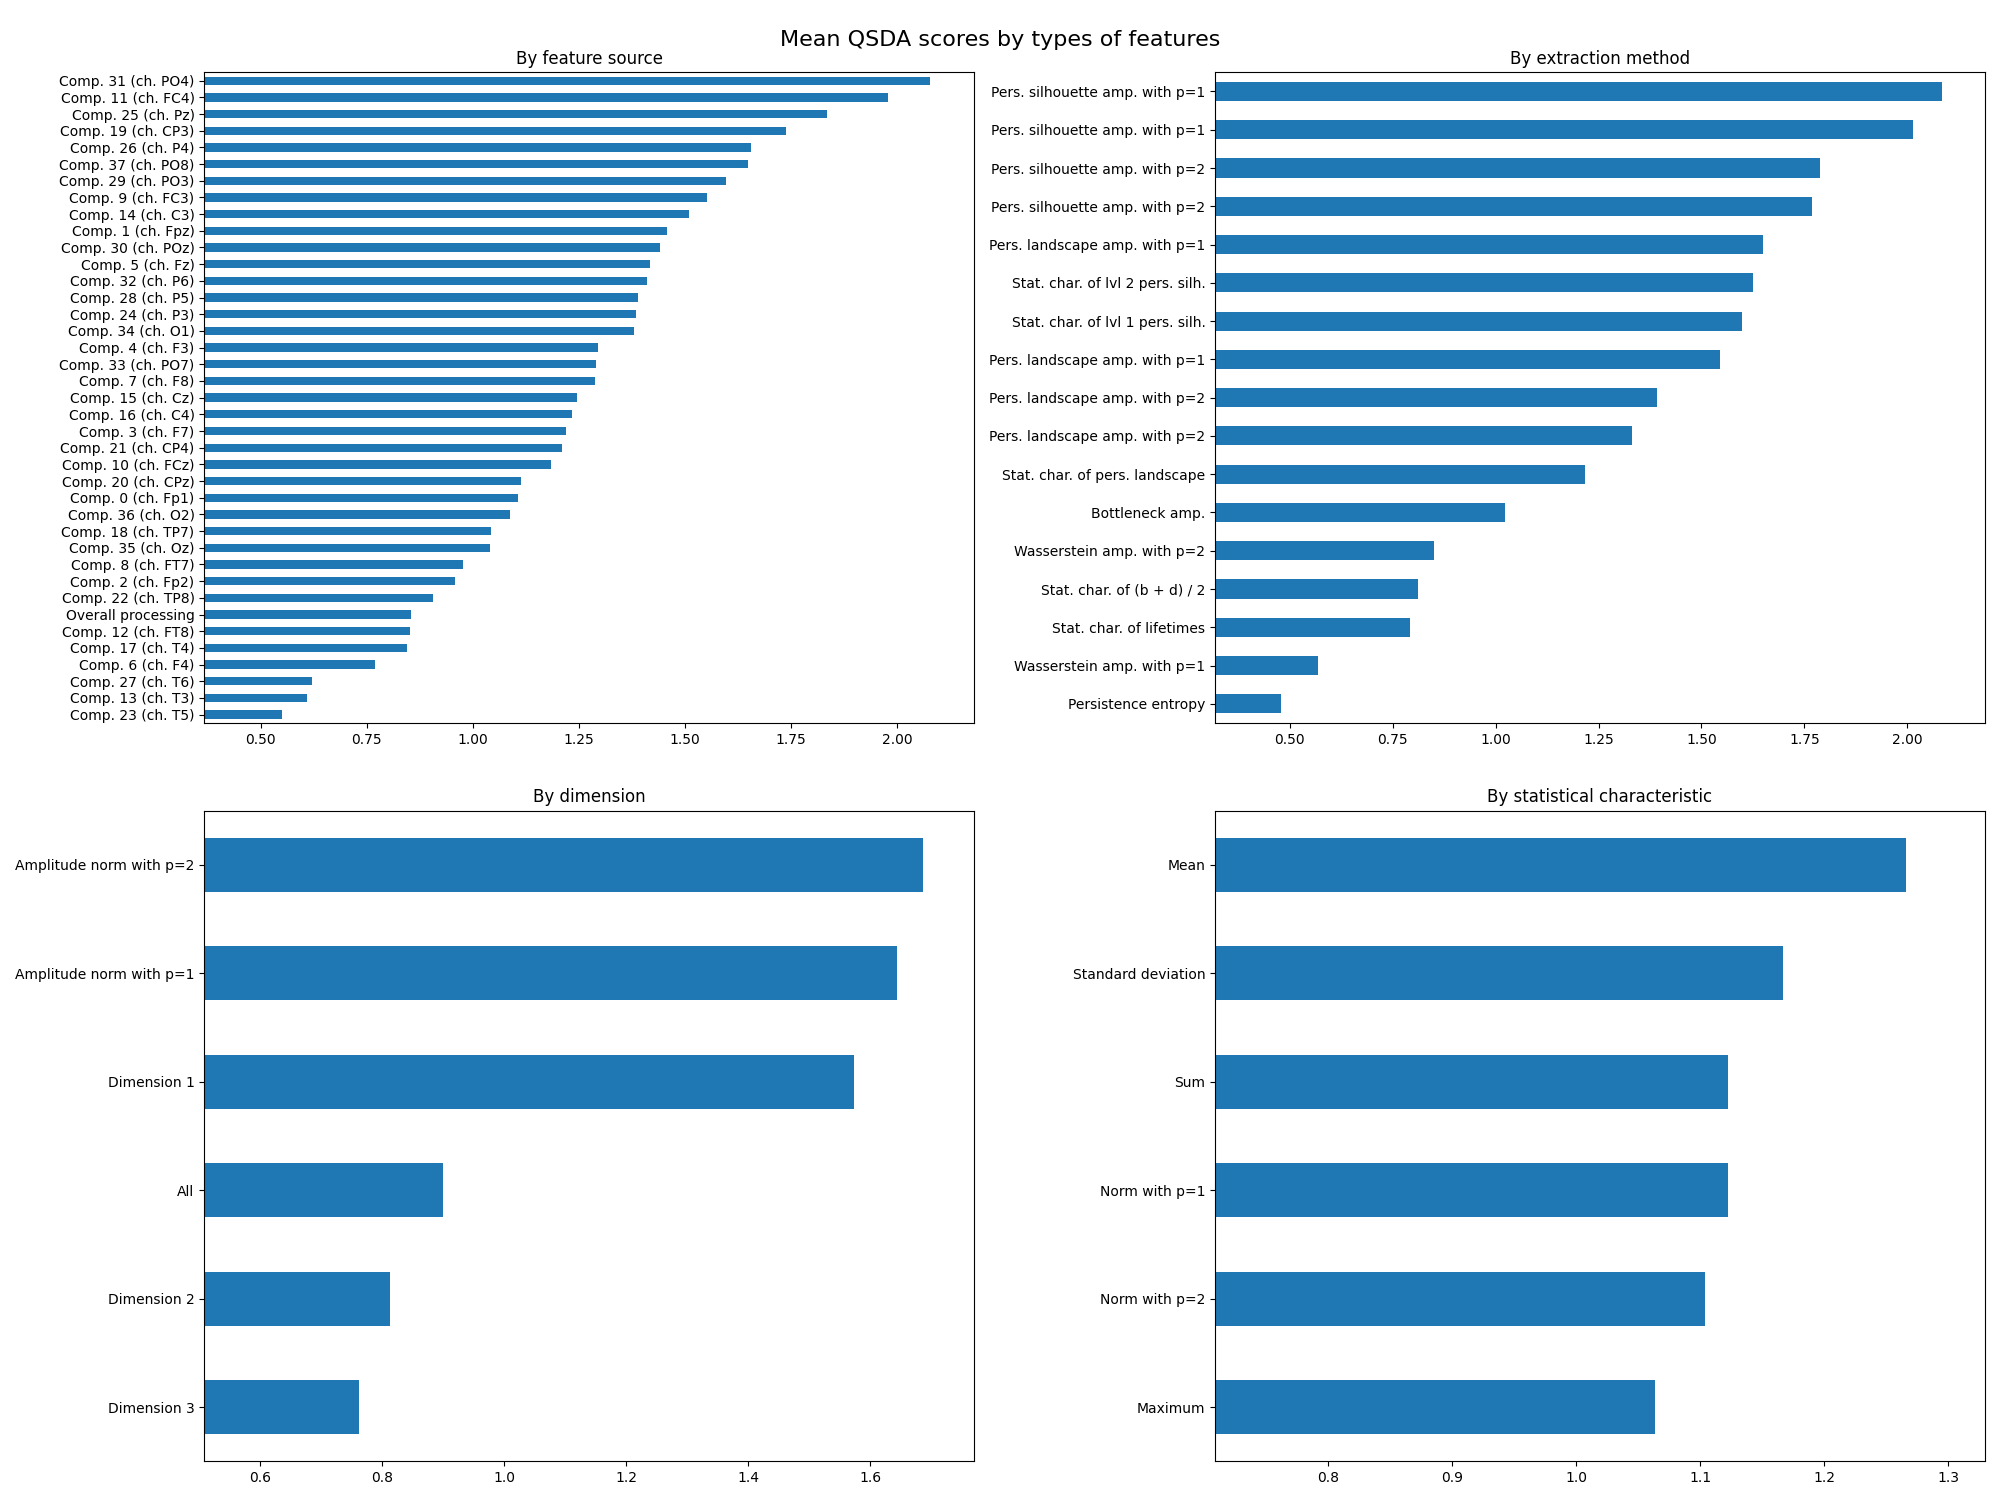 Mean QSDA scores by types of features
By feature source
Comp. 31 (ch. PO4)
Comp. 11 (ch. FC4)
Comp. 25 (ch. Pz)
Comp. 19 (ch. CP3)
Comp. 26 (ch. P4)
Comp. 37 (ch. PO8)
Comp. 29 (ch. PO3)
Comp. 9 (ch. FC3)
Comp. 14 (ch. C3)
Comp. 1 (ch. Fpz)
Comp. 30 (ch. POz)
Comp. 5 (ch. Fz)
Comp. 32 (ch. P6)
Comp. 28 (ch. P5)
Comp. 24 (ch. P3)
Comp. 34 (ch. O1)
Comp. 4 (ch. F3)
Comp. 33 (ch. PO7)
Comp. 7 (ch. F8)
Comp. 15 (ch. Cz)
Comp. 16 (ch. C4)
Comp. 3 (ch. F7)
Comp. 21 (ch. CP4)
Comp. 10 (ch. FCz)
Comp. 20 (ch. CPz)
Comp. 0 (ch. Fp1)
Comp. 36 (ch. O2)
Comp. 18 (ch. TP7)
Comp. 35 (ch. Oz)
Comp. 8 (ch. FT7)
Comp. 2 (ch. Fp2)
Comp. 22 (ch. TP8)
Overall processing
Comp. 12 (ch. FT8)
Comp. 17 (ch. T4)
Comp. 6 (ch. F4)
Comp. 27 (ch. T6)
Comp. 13 (ch. T3)
Comp. 23 (ch. T5)
0.50 0.75 1.00 1.25 1.50 1.75 2.00
By extraction method
Pers. silhouette amp. with p=1
Pers. silhouette amp. with p=1
Pers. silhouette amp. with p=2
Pers. silhouette amp. with p=2
Pers. landscape amp. with p=1
Stat. char. of lvl 2 pers. silh.
Stat. char. of lvl 1 pers. silh.
Pers. landscape amp. with p=1
Pers. landscape amp. with p=2
Pers. landscape amp. with p=2
Stat. char. of pers. landscape
Bottleneck amp.
Wasserstein amp. with p=2
Stat. char. of (b + d) / 2
Stat. char. of lifetimes
Wasserstein amp. with p=1
Persistence entropy
0.50 0.75 1.00 1.25 1.50 1.75 2.00
By dimension
Amplitude norm with p=2
Amplitude norm with p=1
Dimension 1
All
Dimension 2
Dimension 3
0.6 0.8 1.0 1.2 1.4 1.6
By statistical characteristic
Mean
Standard deviation
Sum
Norm with p=1
Norm with p=2
Maximum
0.8 0.9 1.0 1.1 1.2 1.3